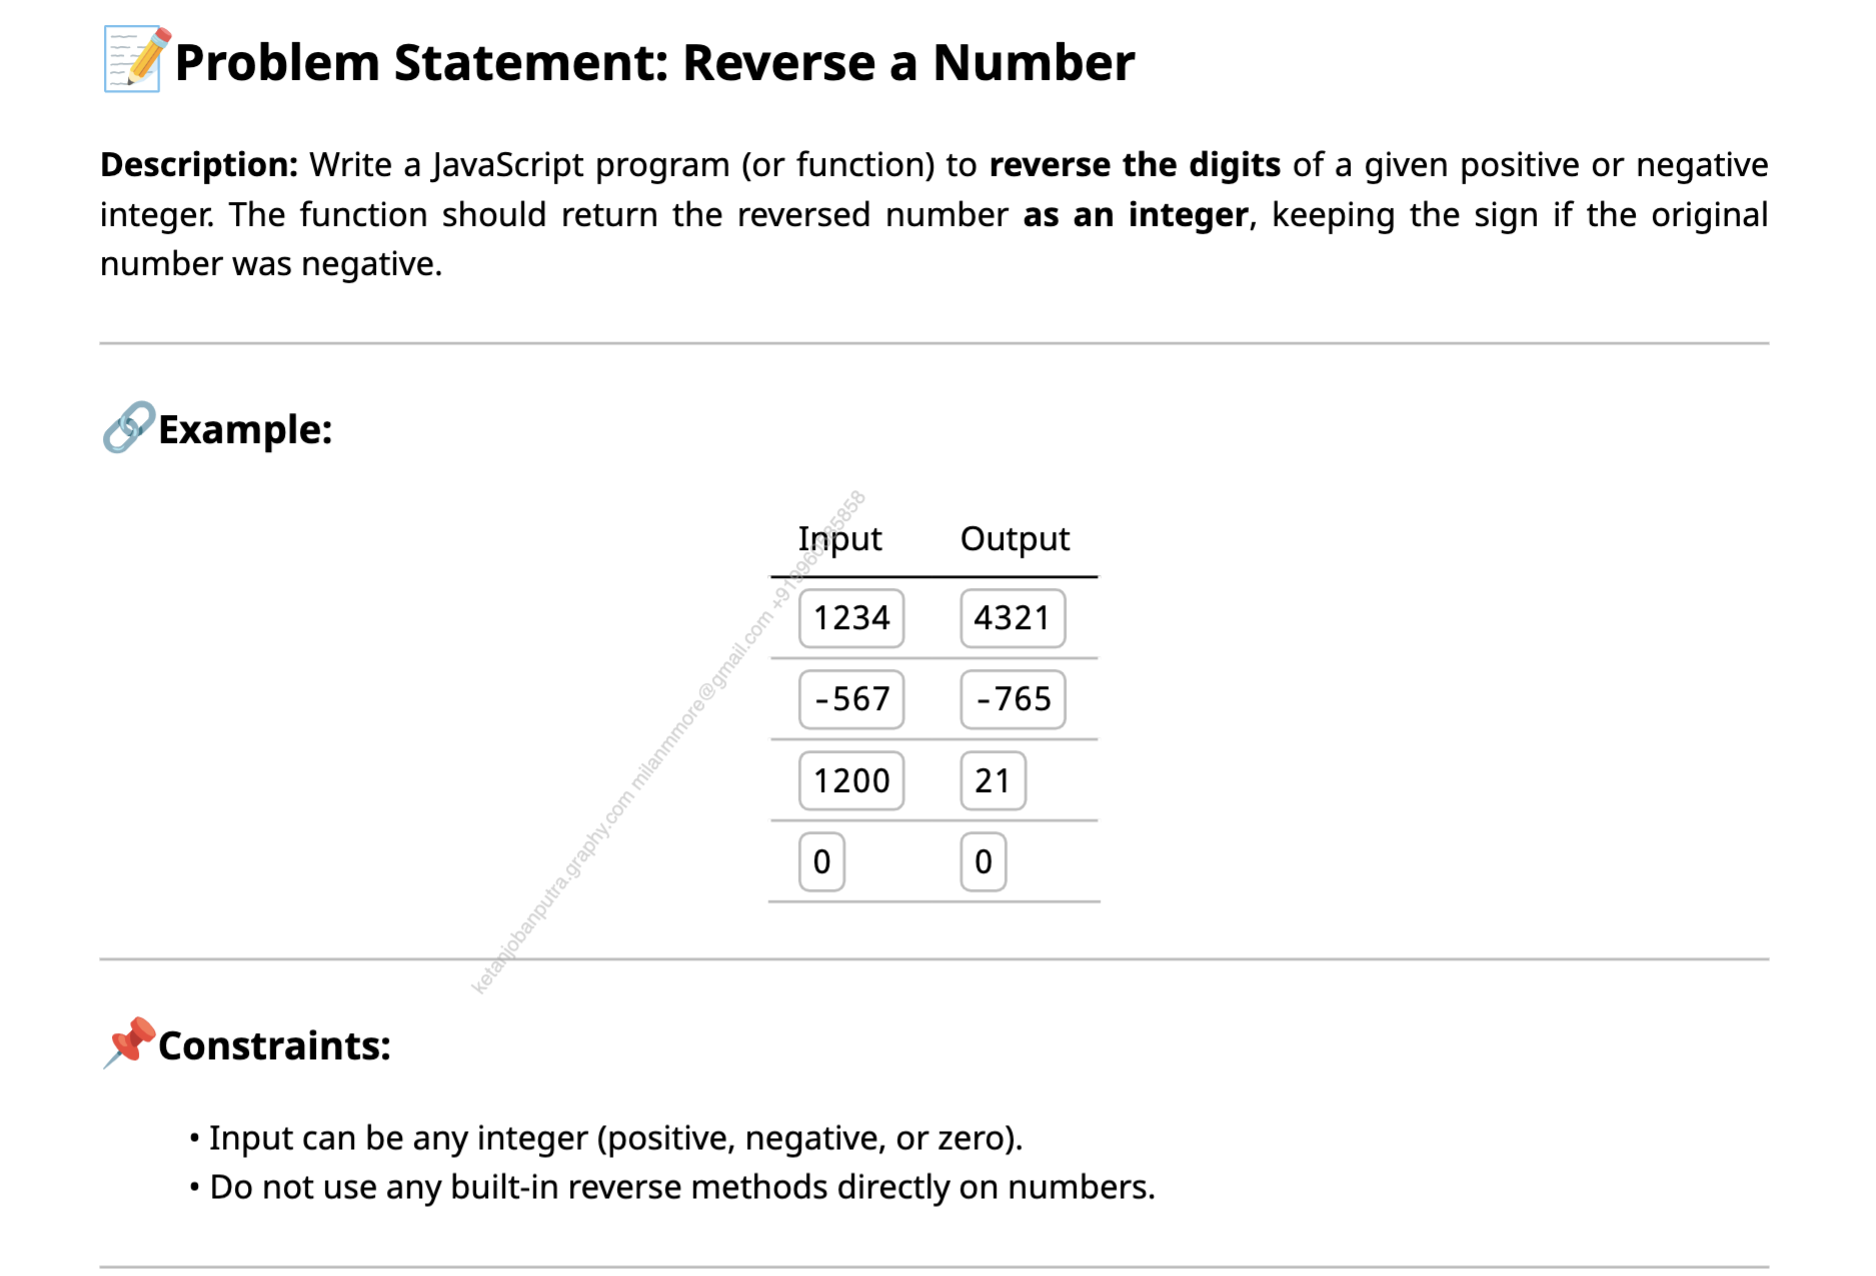 Problem Statement: Reverse a Number
Description: Write a JavaScript program (or function) to reverse the digits of a given positive or negative
integer. The function should return the reversed number as an integer, keeping the sign if the original
number was negative.
Example:
Input Output
1234 4321
-567 -765
1200 21
0 0
ketanjobanputra.graphy.com milanmmore@gmail.com
Constraints:
• Input can be any integer (positive, negative, or zero).
• Do not use any built-in reverse methods directly on numbers.